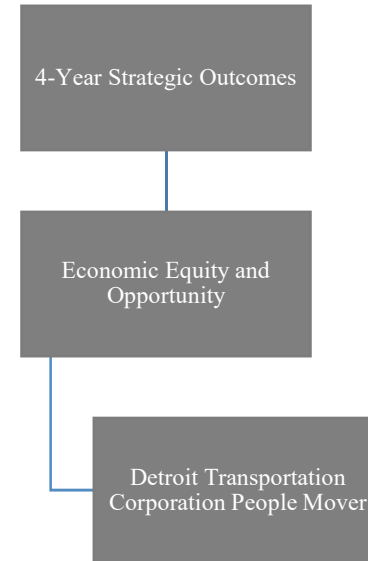 4-Year Strategic Outcomes
Economic Equity and
Opportunity
Detroit Transportation
Corporation People Mover